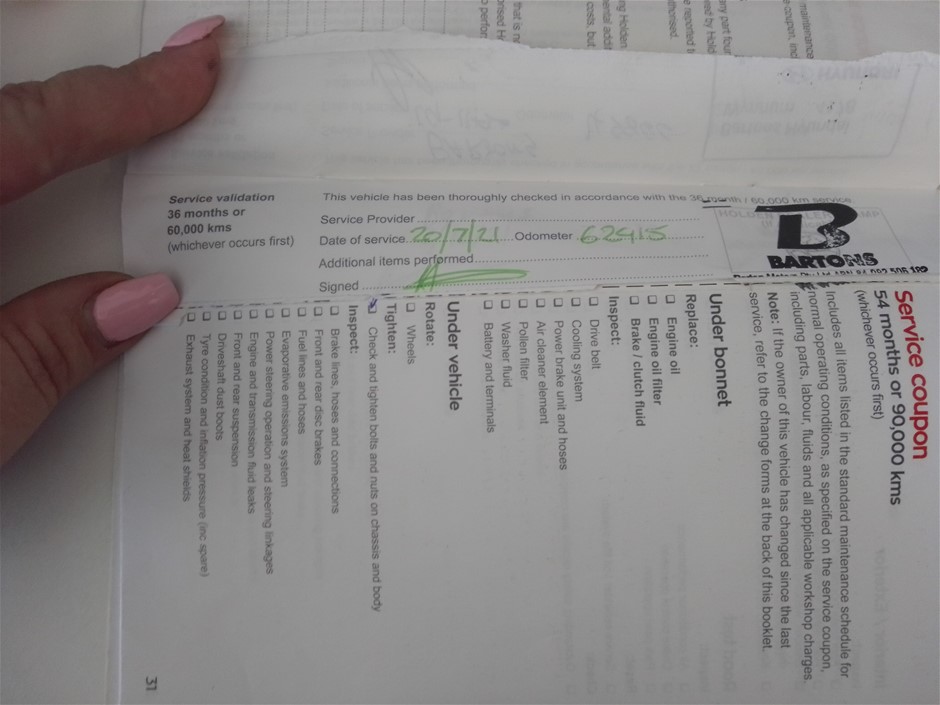 Service validation
36 months or
60,000 kms
(whichever occurs first)
This vehicle has been thoroughly checked in accordance with the 36 month / 60,000 km service
Service Provider
Date of service 20/7/21 Odometer 62415
Additional items performed
Signed
B
BARTONS
Service coupon
54 months or 90,000 kms
(whichever occurs first)
Includes all items listed in the standard maintenance schedule for
normal operating conditions, as specified on the service coupon,
including parts, labour, fluids and all applicable workshop charges.
Note: If the owner of this vehicle has changed since the last
service, refer to the change forms at the back of this booklet.
Under bonnet
Replace:
Engine oil
Engine oil filter
Brake / clutch fluid
Inspect:
Drive belt
Cooling system
Power brake unit and hoses
Air cleaner element
Pollen filter
Washer fluid
Battery and terminals
Under vehicle
Rotate:
Wheels
Tighten:
Check and tighten bolts and nuts on chassis and body
Inspect:
Brake lines, hoses and connections
Front and rear disc brakes
Fuel lines and hoses
Evaporative emissions system
Power steering operation and steering linkages
Engine and transmission fluid leaks
Front and rear suspension
Driveshaft dust boots
Tyre condition and inflation pressure (inc spare)
Exhaust system and heat shields
31